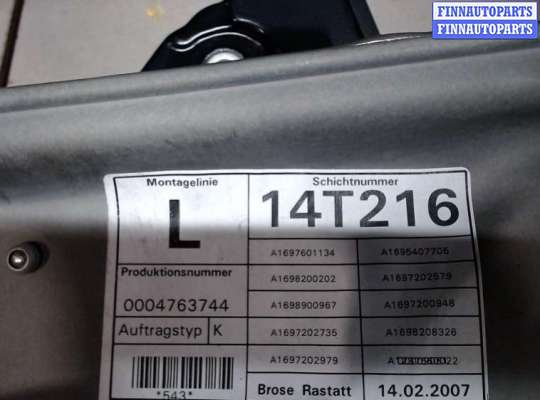 FINNAUTOPARTS
FINNAUTOPARTS
Montagelinie
Schichtnummer
L
14T216
A1697601134
A1695407705
Produktionsnummer
A1698200202
A1697202579
0004763744
A1698900967
A1697200948
Auftragstyp K
A1697202735
A1698208326
A1697202979
*543*
Brose Rastatt
14.02.2007